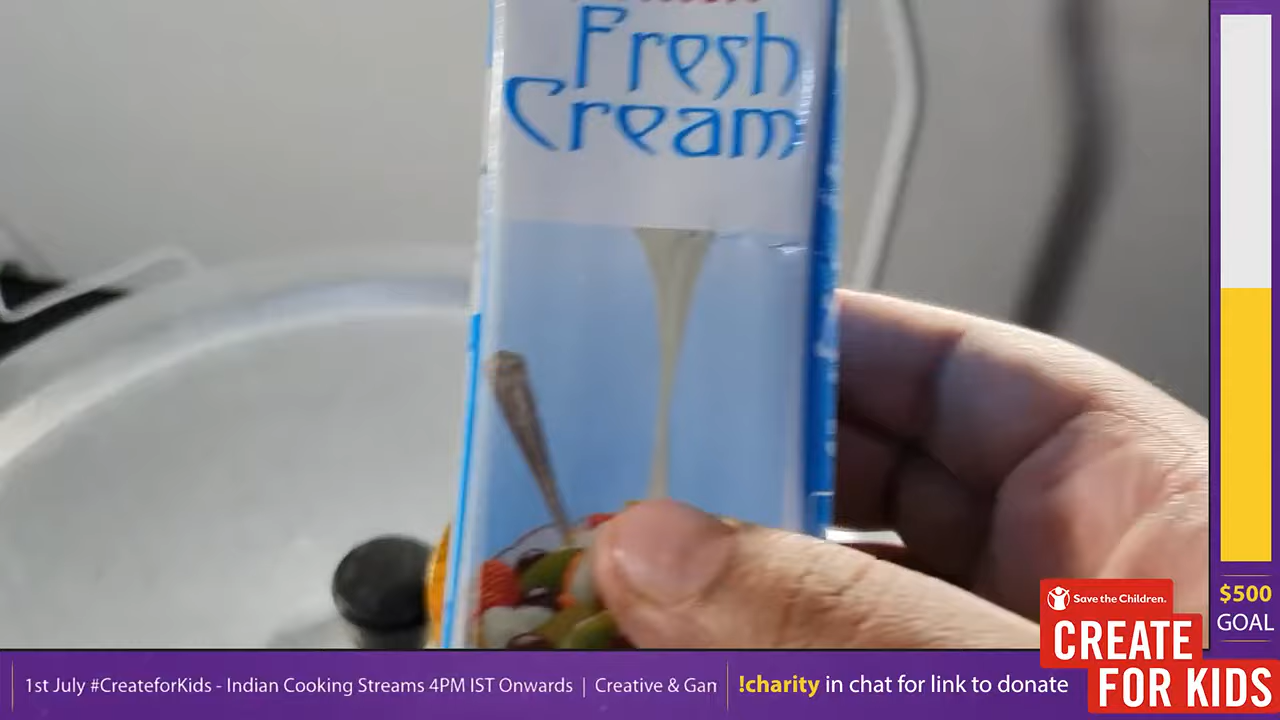 Fresh
Cream
$500
GOAL
Save the Children.
CREATE
FOR KIDS
1st July #CreateforKids - Indian Cooking Streams 4PM IST Onwards | Creative & Gan
!charity in chat for link to donate